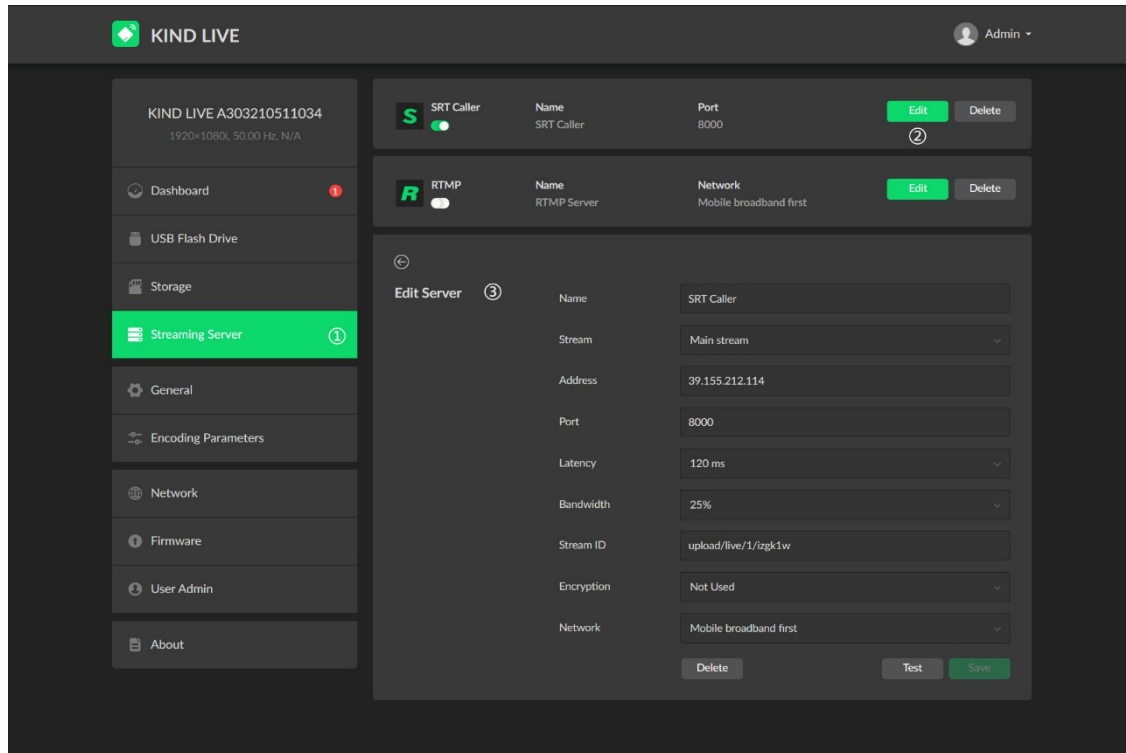 KIND LIVE
Admin
KIND LIVE A303210511034
1920×1080i, 50.00 Hz, N/A
Dashboard 1
USB Flash Drive
Storage
Streaming Server ①
General
Encoding Parameters
Network
Firmware
User Admin
About
S SRT Caller Name Port Edit Delete
SRT Caller 8000 ②
R RTMP Name Network Edit Delete
RTMP Server Mobile broadband first
Edit Server ③
Name SRT Caller
Stream Main stream
Address 39.155.212.114
Port 8000
Latency 120 ms
Bandwidth 25%
Stream ID upload/live/1/izgk1w
Encryption Not Used
Network Mobile broadband first
Delete Test Save